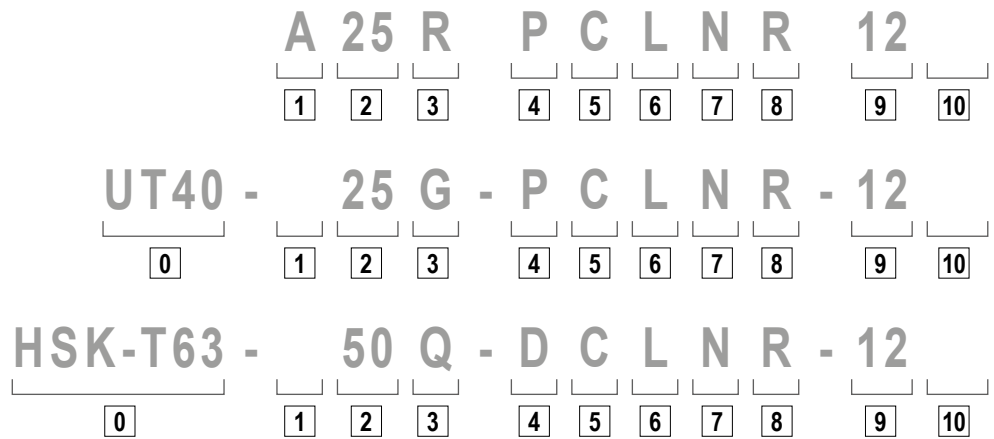 A 25 R P C L N R 12
1 2 3 4 5 6 7 8 9 10
UT40 - 25 G - P C L N R - 12
0 1 2 3 4 5 6 7 8 9 10
HSK-T63 - 50 Q - D C L N R - 12
0 1 2 3 4 5 6 7 8 9 10